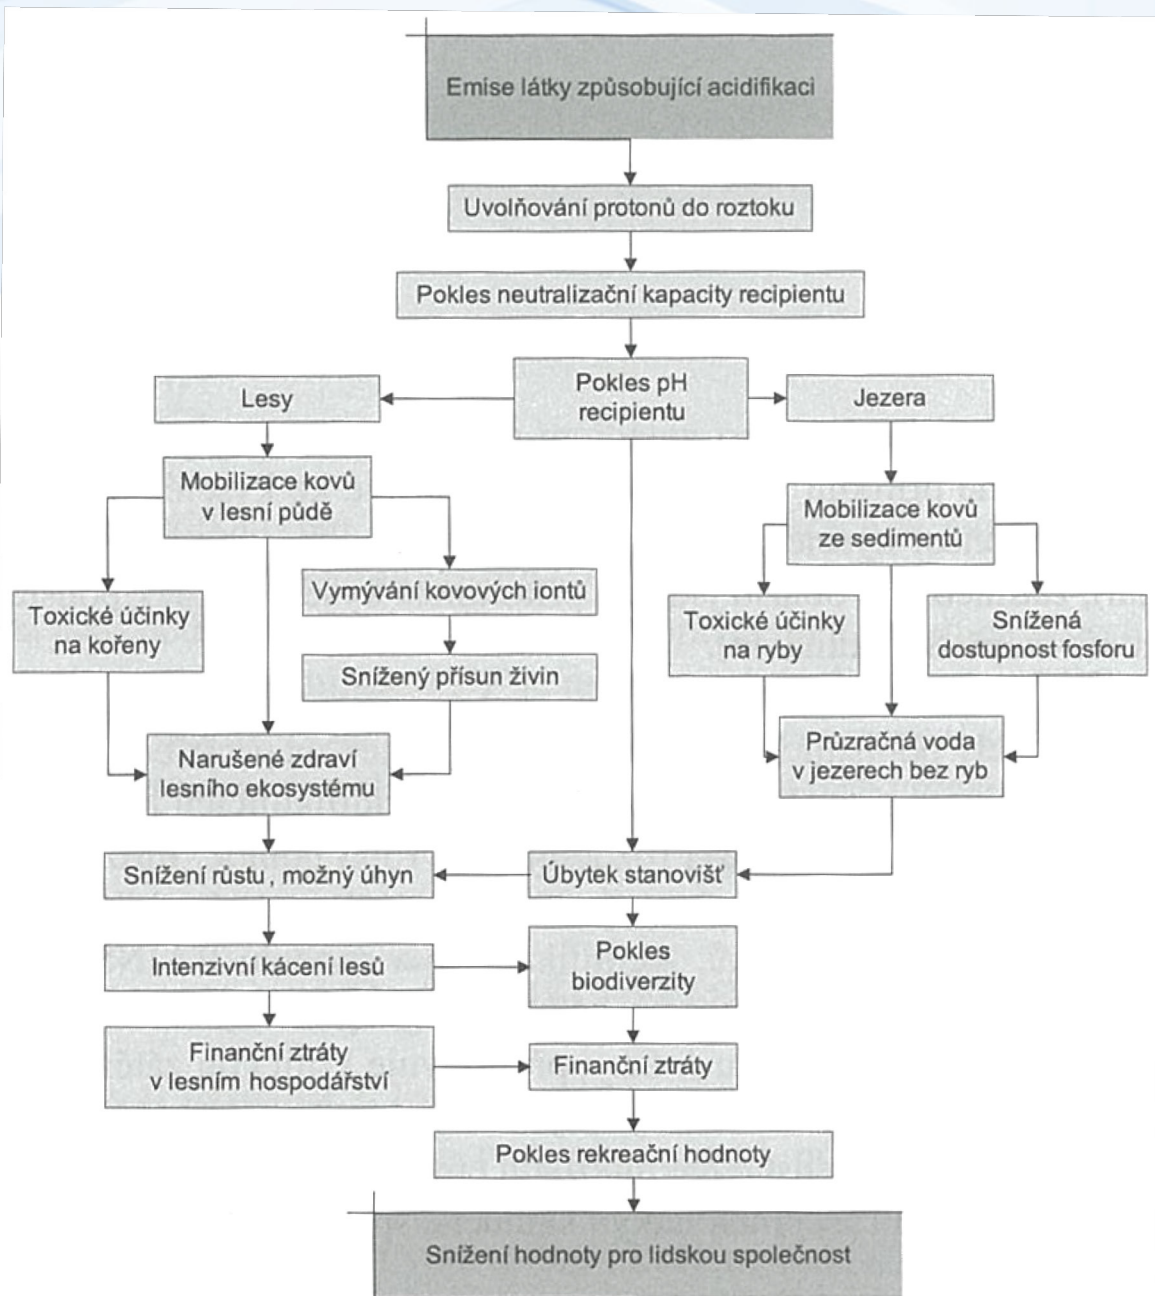 Emise látky způsobující acidifikaci
Uvolňování protonů do roztoku
Pokles neutralizační kapacity recipientu
Pokles pH
recipientu
Lesy
Jezera
Mobilizace kovů
v lesní půdě
Mobilizace kovů
ze sedimentů
Toxické účinky
na kořeny
Vymývání kovových iontů
Snížený přísun živin
Toxické účinky
na ryby
Snížená
dostupnost fosforu
Narušené zdraví
lesního ekosystému
Průzračná voda
v jezerech bez ryb
Snížení růstu, možný úhyn
Úbytek stanovišť
Intenzivní kácení lesů
Pokles
biodiverzity
Finanční ztráty
v lesním hospodářství
Finanční ztráty
Pokles rekreační hodnoty
Snížení hodnoty pro lidskou společnost